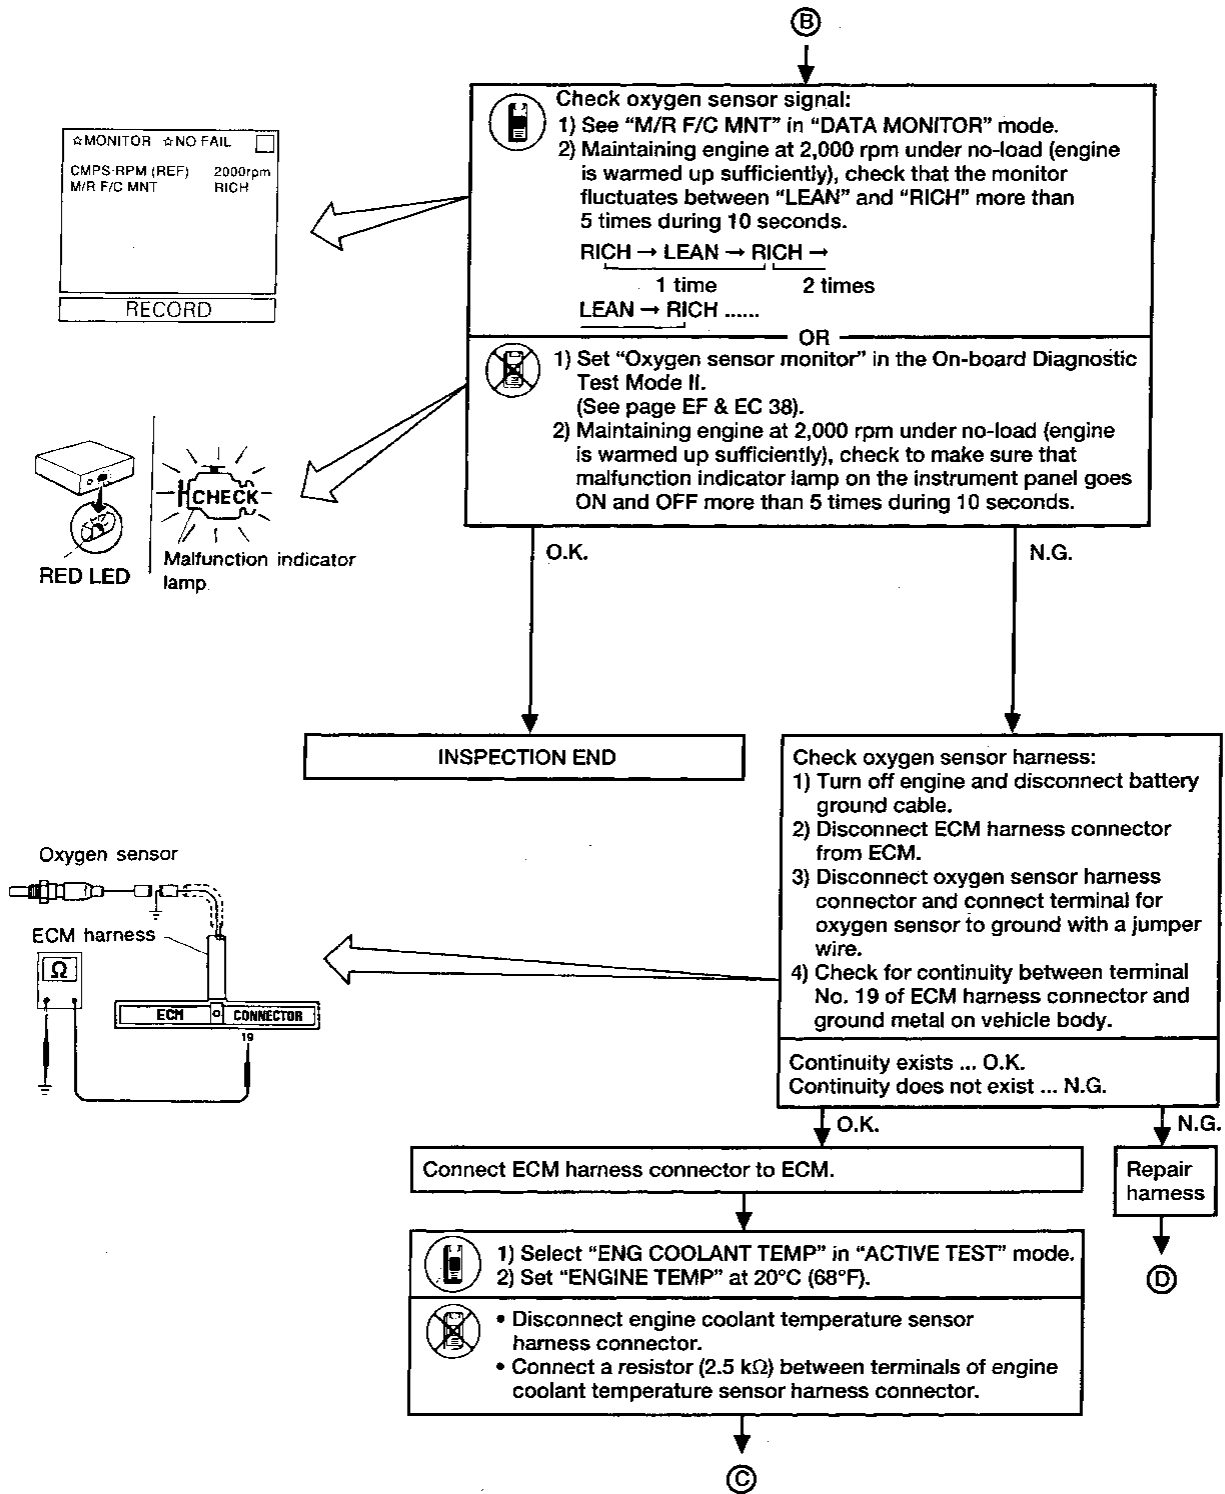 B
Check oxygen sensor signal:
1) See “M/R F/C MNT” in “DATA MONITOR” mode.
2) Maintaining engine at 2,000 rpm under no-load (engine
is warmed up sufficiently), check that the monitor
fluctuates between “LEAN” and “RICH” more than
5 times during 10 seconds.
RICH → LEAN → RICH →
1 time 2 times
LEAN → RICH ......
☆MONITOR ☆NO FAIL
CMPS·RPM (REF) 2000rpm
M/R F/C MNT RICH
RECORD
OR
1) Set “Oxygen sensor monitor” in the On-board Diagnostic
Test Mode II.
(See page EF & EC 38).
2) Maintaining engine at 2,000 rpm under no-load (engine
is warmed up sufficiently), check to make sure that
malfunction indicator lamp on the instrument panel goes
ON and OFF more than 5 times during 10 seconds.
CHECK
RED LED
Malfunction indicator
lamp
O.K.
N.G.
INSPECTION END
Check oxygen sensor harness:
1) Turn off engine and disconnect battery
ground cable.
2) Disconnect ECM harness connector
from ECM.
3) Disconnect oxygen sensor harness
connector and connect terminal for
oxygen sensor to ground with a jumper
wire.
4) Check for continuity between terminal
No. 19 of ECM harness connector and
ground metal on vehicle body.
Continuity exists ... O.K.
Continuity does not exist ... N.G.
Oxygen sensor
ECM harness
Ω
ECM CONNECTOR
19
O.K.
N.G.
Connect ECM harness connector to ECM.
Repair
harness
D
1) Select “ENG COOLANT TEMP” in “ACTIVE TEST” mode.
2) Set “ENGINE TEMP” at 20°C (68°F).
• Disconnect engine coolant temperature sensor
harness connector.
• Connect a resistor (2.5 kΩ) between terminals of engine
coolant temperature sensor harness connector.
C